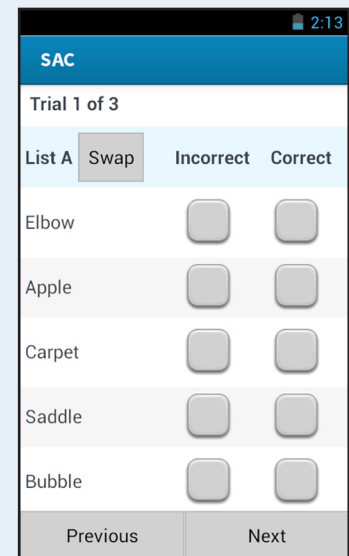 2:13
SAC
Trial 1 of 3
List A Swap Incorrect Correct
Elbow
Apple
Carpet
Saddle
Bubble
Previous Next